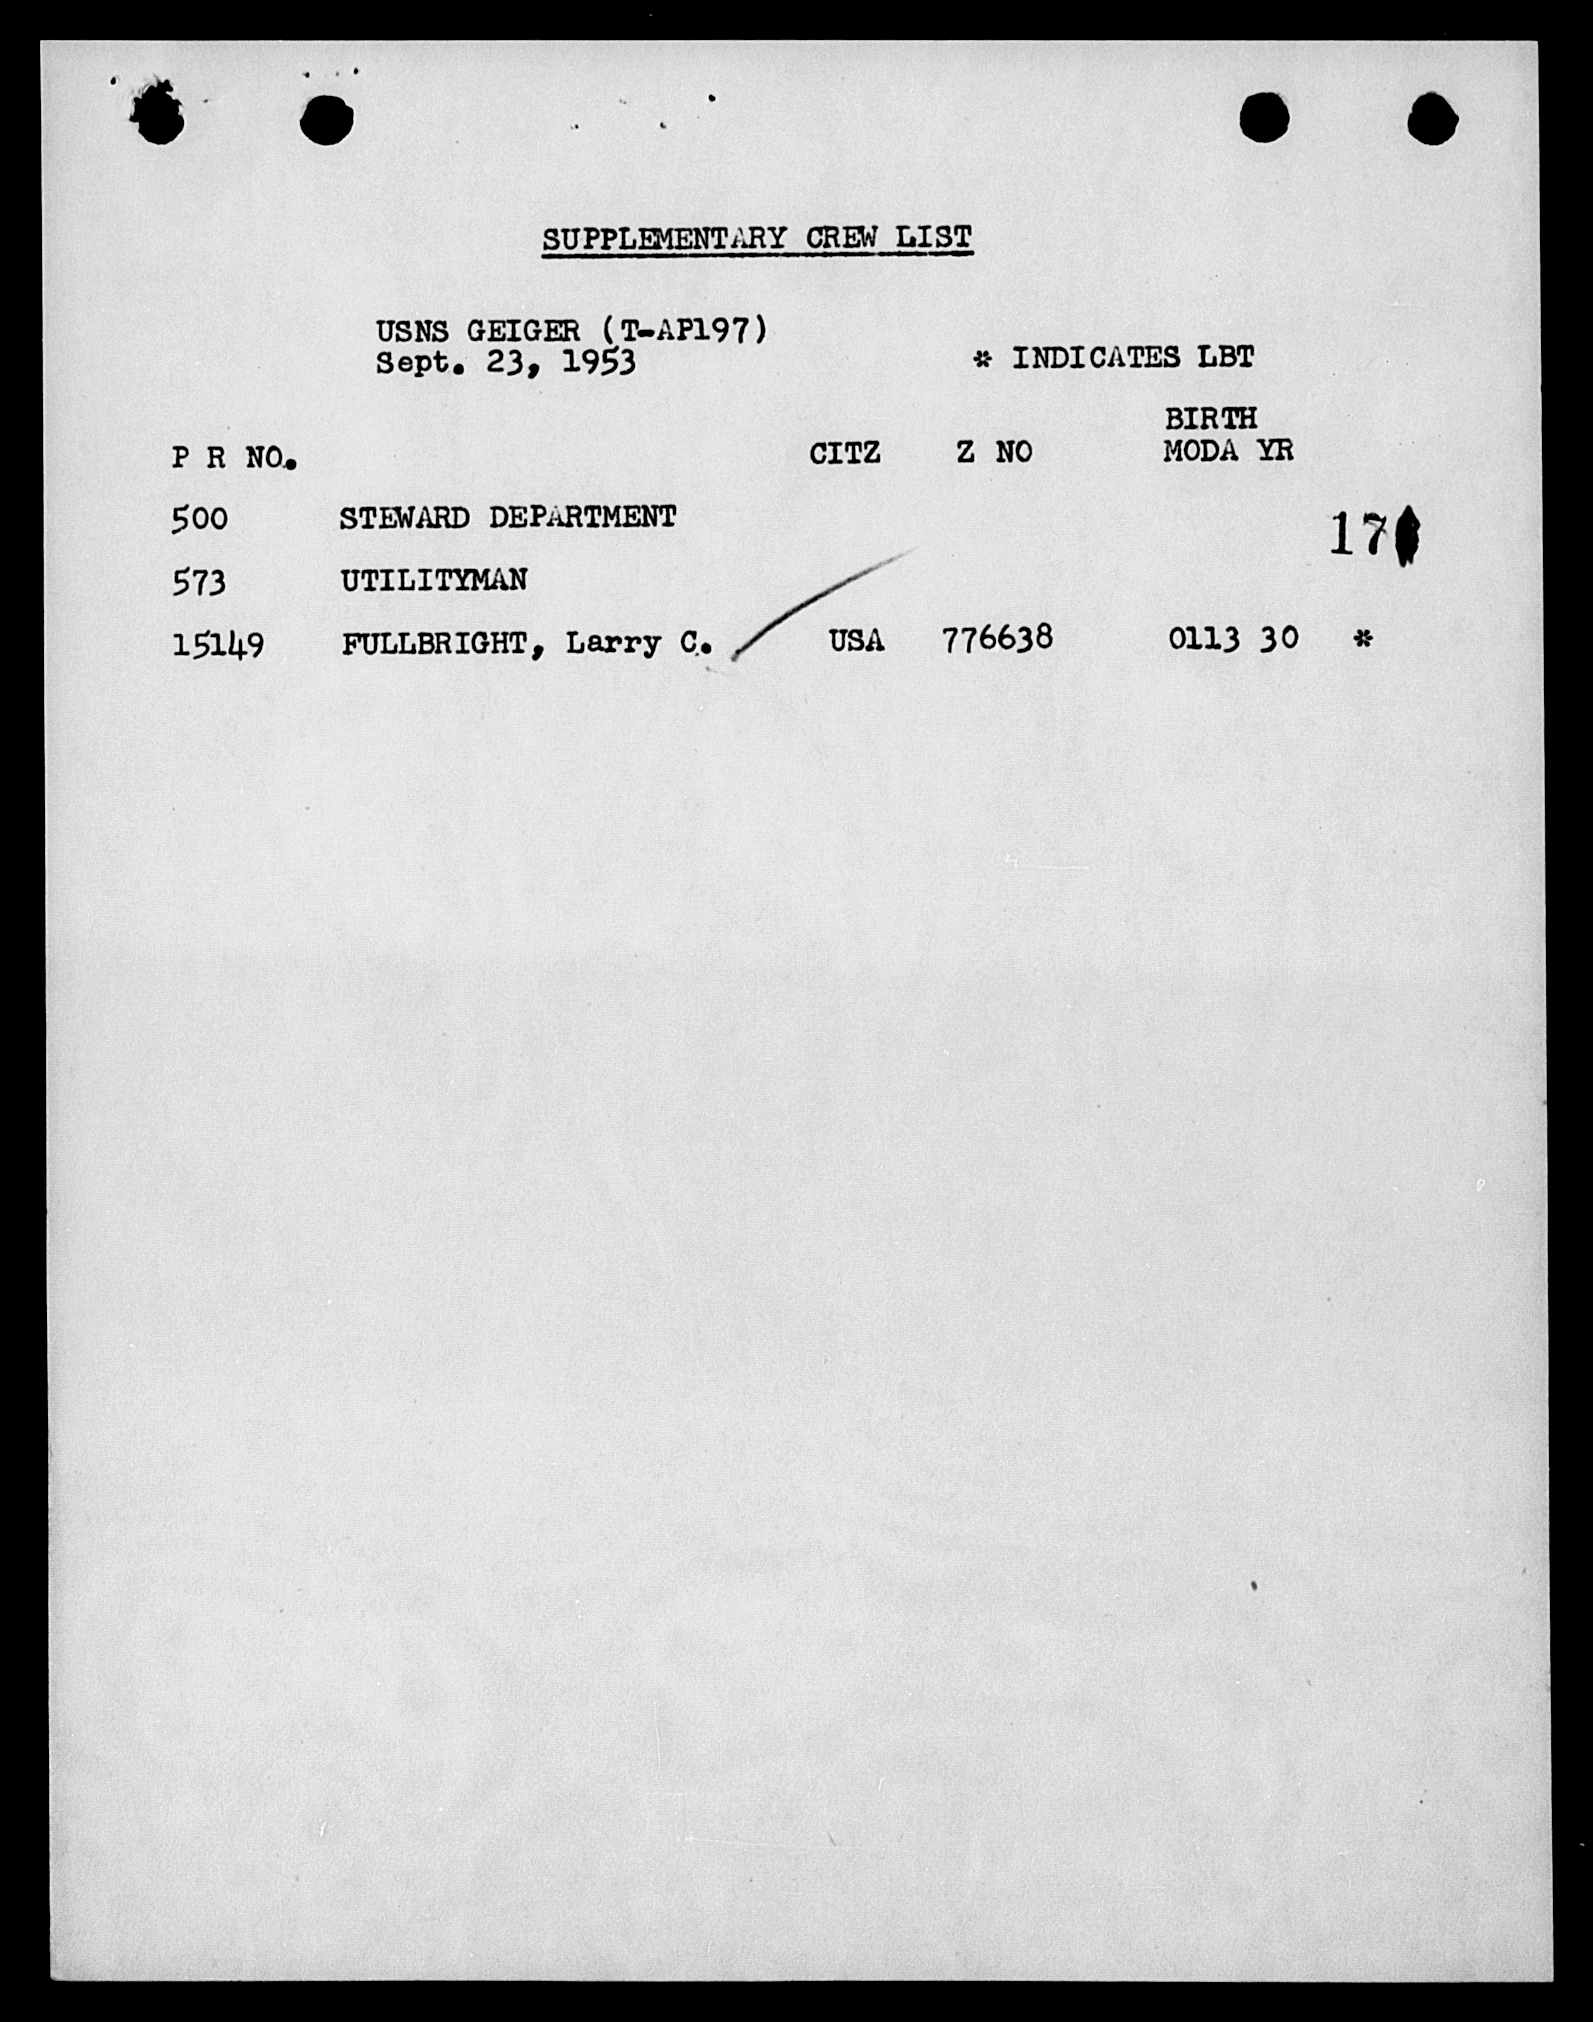 SUPPLEMENTARY CREW LIST
USNS GEIGER (T-AP197)
Sept. 23, 1953
* INDICATES LBT
BIRTH
P R NO. CITZ Z NO MODA YR
500 STEWARD DEPARTMENT
17
573 UTILITYMAN
15149 FULLBRIGHT, Larry C. USA 776638 0113 30 *